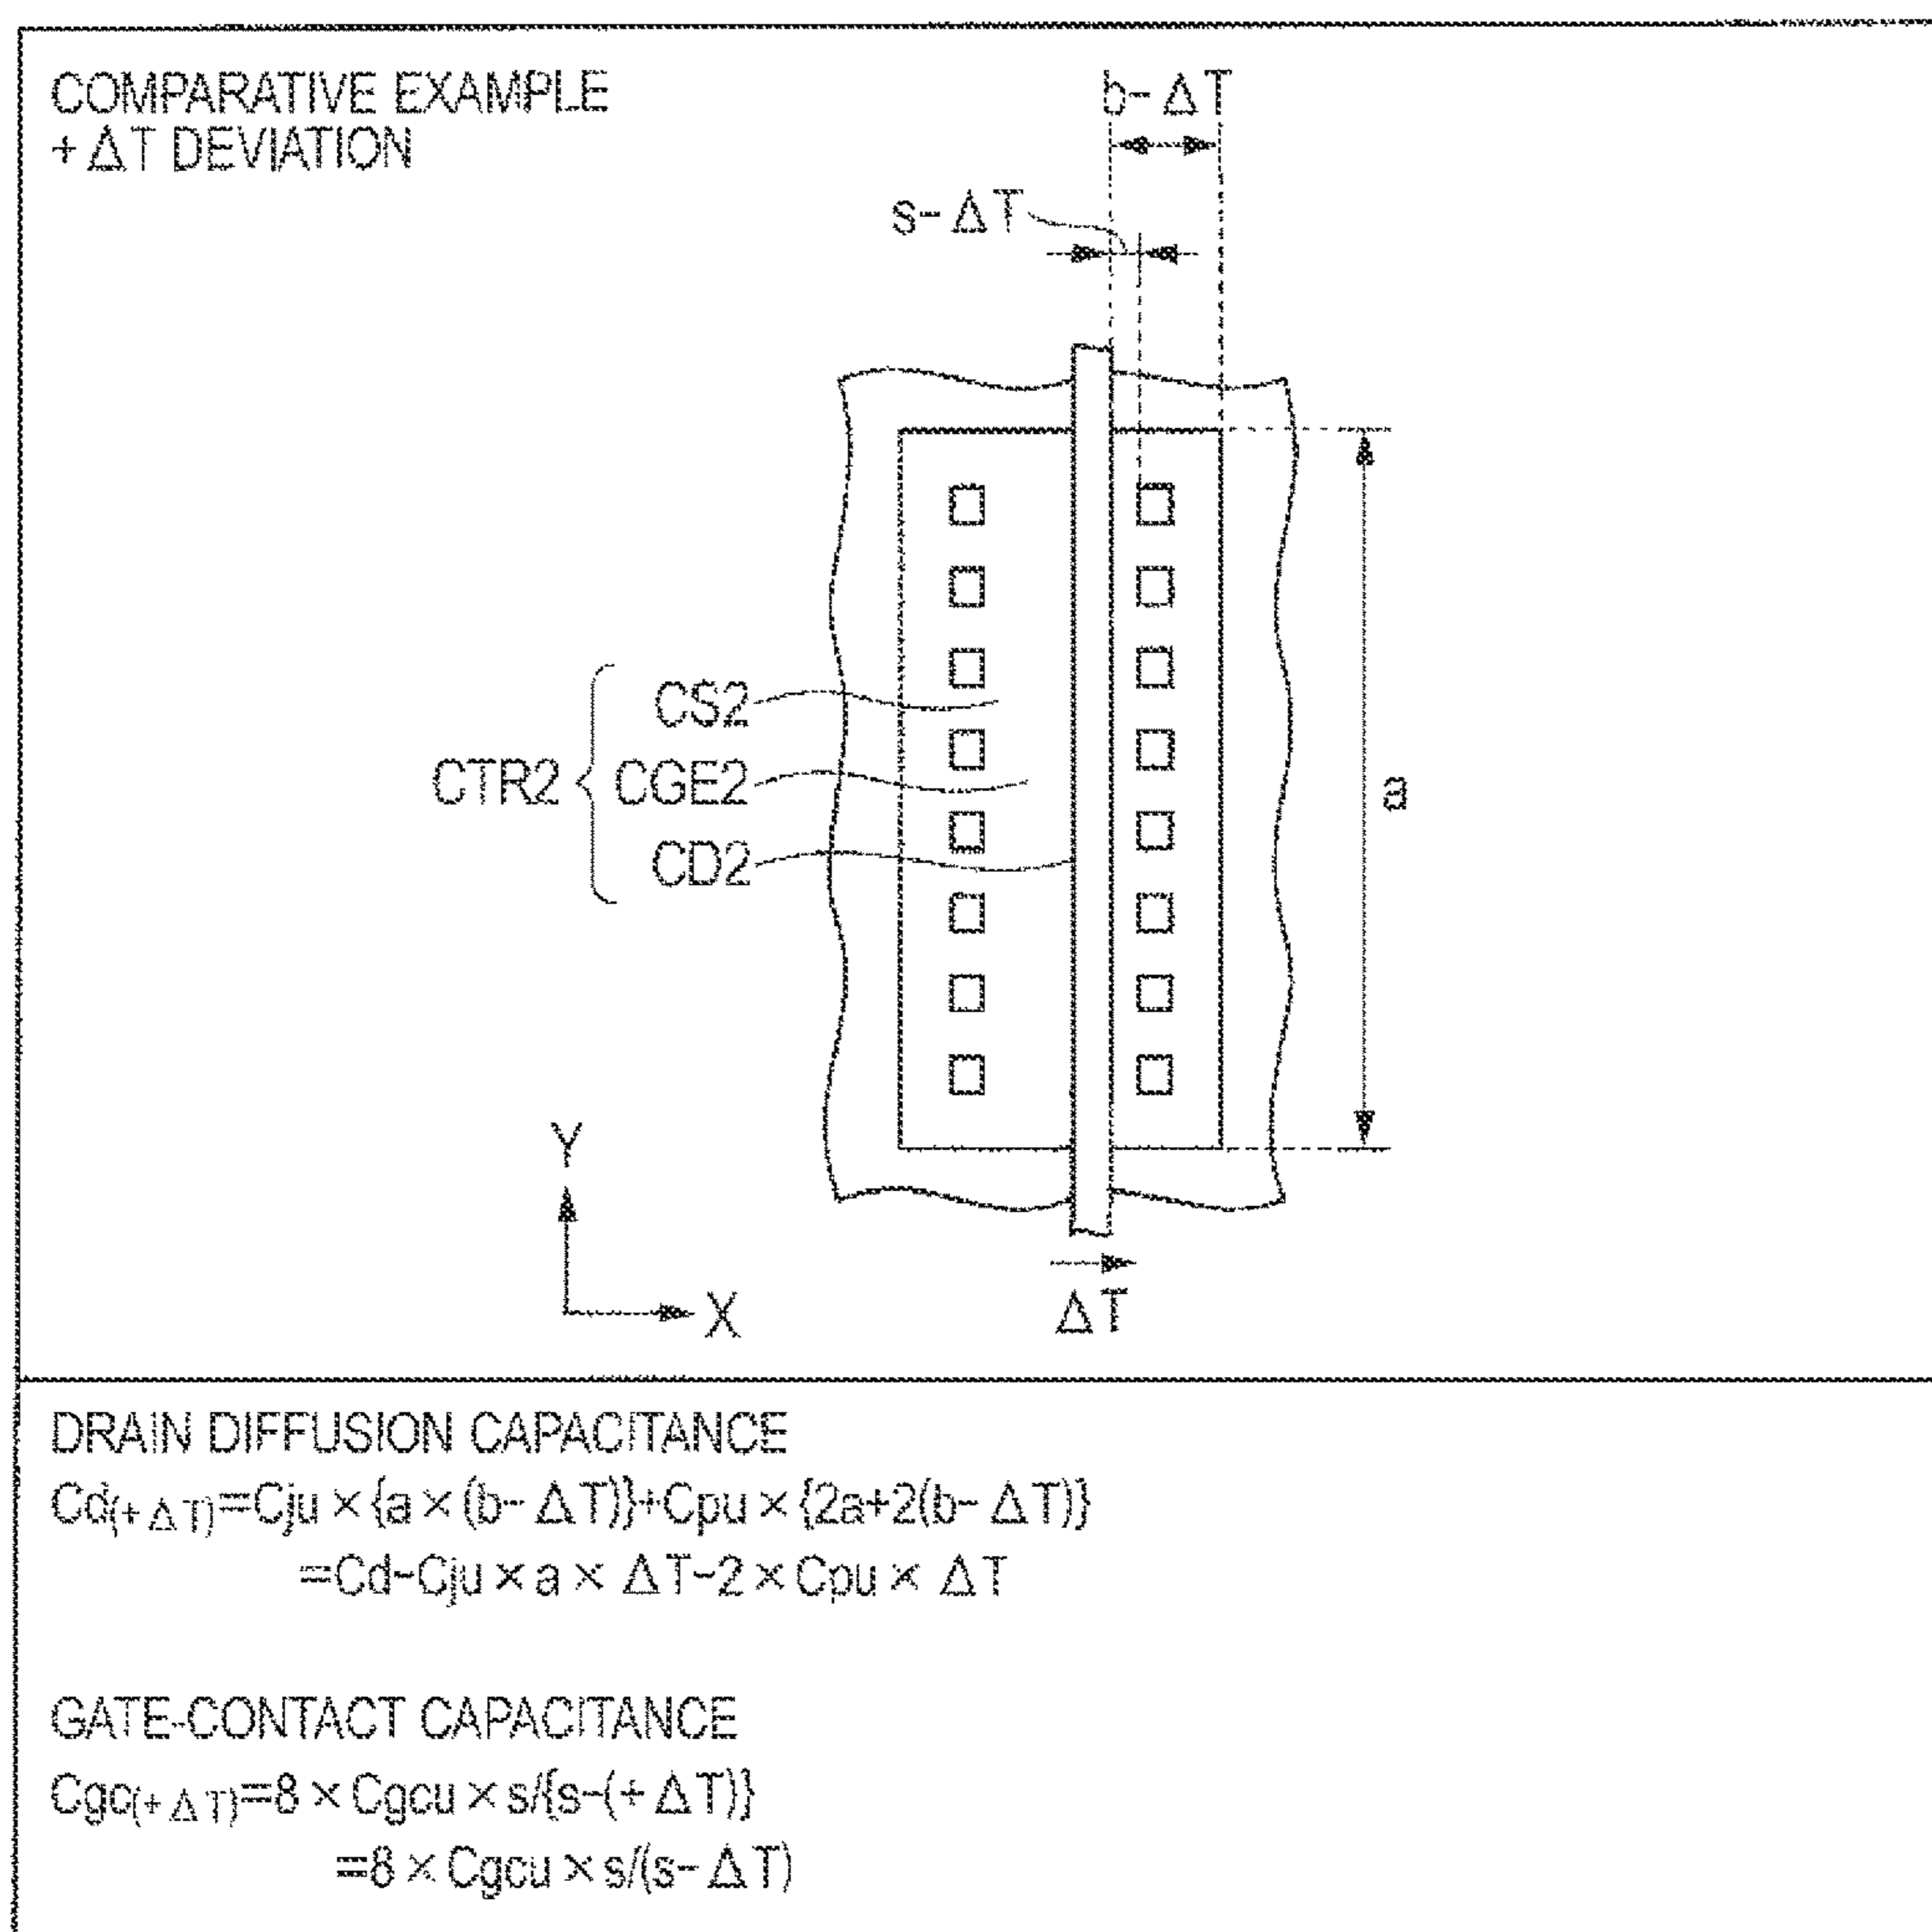 COMPARATIVE EXAMPLE
+ΔT DEVIATION
b-ΔT
s-ΔT
CS2
CTR2
CGE2
CD2
a
Y
X
ΔT
DRAIN DIFFUSION CAPACITANCE
Cd(+ΔT)=Cju×{a×(b-ΔT)}+Cpu×{2a+2(b-ΔT)}
=Cd-Cju×a×ΔT-2×Cpu×ΔT
GATE-CONTACT CAPACITANCE
Cgc(+ΔT)=8×Cgcu×s/{s-(+ΔT)}
=8×Cgcu×s/(s-ΔT)